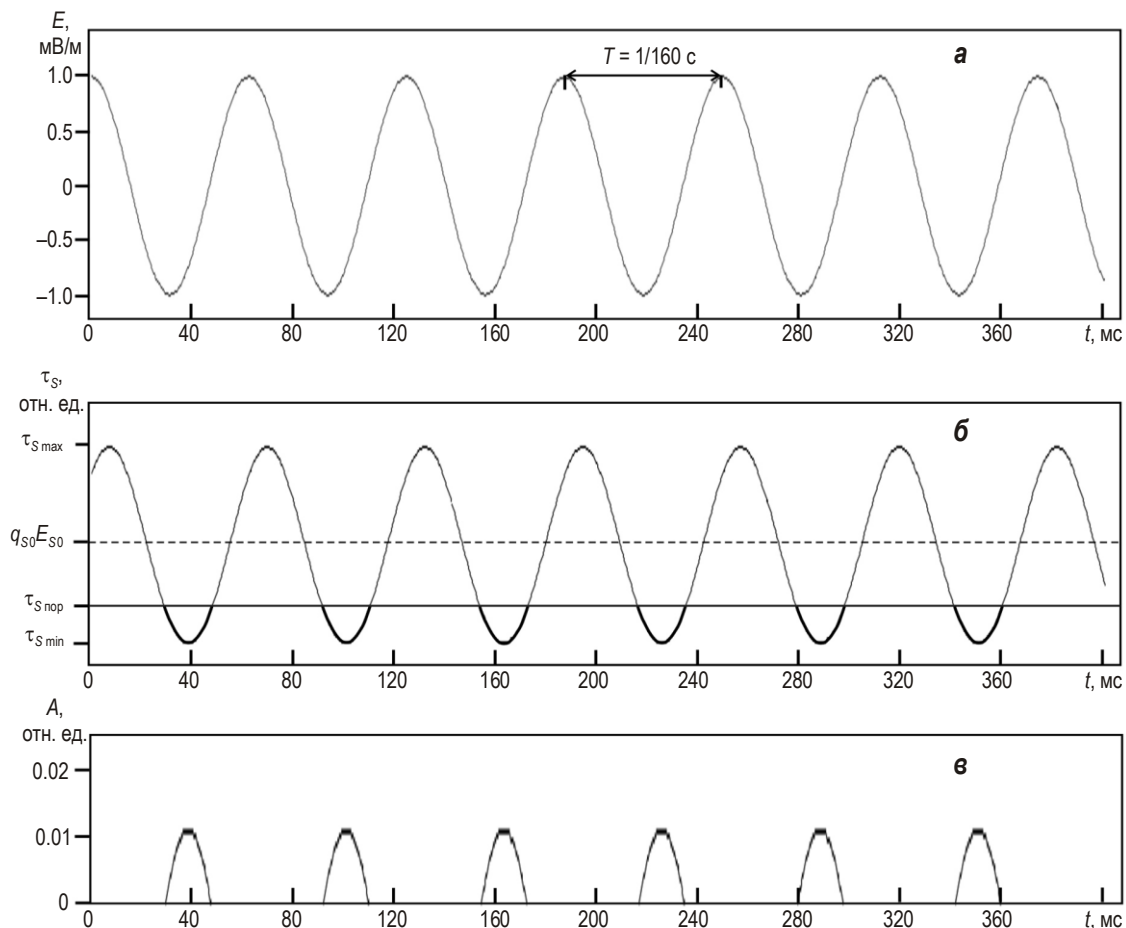 E,
мВ/м
а
T = 1/160 с
1.0
0.5
0
–0.5
–1.0
0 40 80 120 160 200 240 280 320 360 t, мс
τS,
отн. ед.
б
τS max
qS0ES0
τS пор
τS min
0 40 80 120 160 200 240 280 320 360 t, мс
A,
отн. ед.
в
0.02
0.01
0
0 40 80 120 160 200 240 280 320 360 t, мс